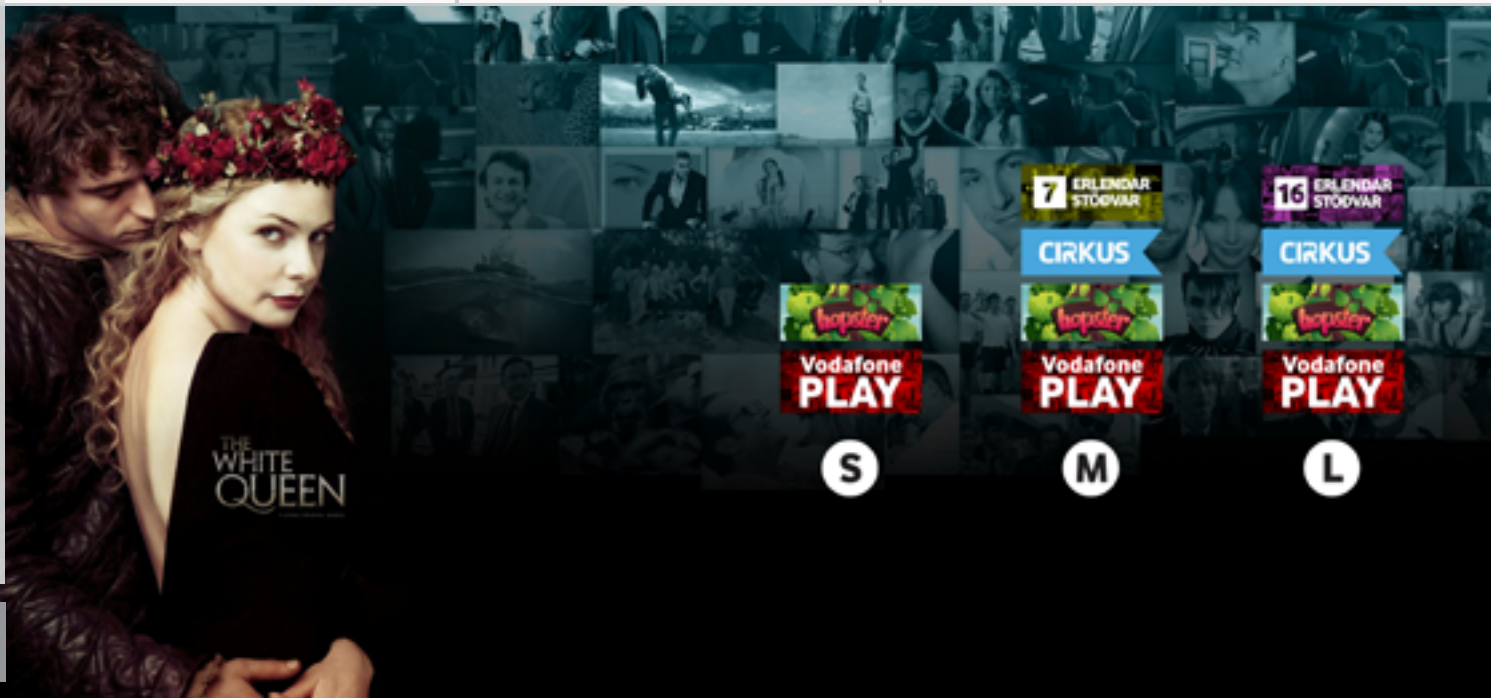 THE
WHITE
QUEEN
hopster
Vodafone
PLAY
S
7 ERLENDAR
STÖÐVAR
CIRKUS
hopster
Vodafone
PLAY
M
16 ERLENDAR
STÖÐVAR
CIRKUS
hopster
Vodafone
PLAY
L